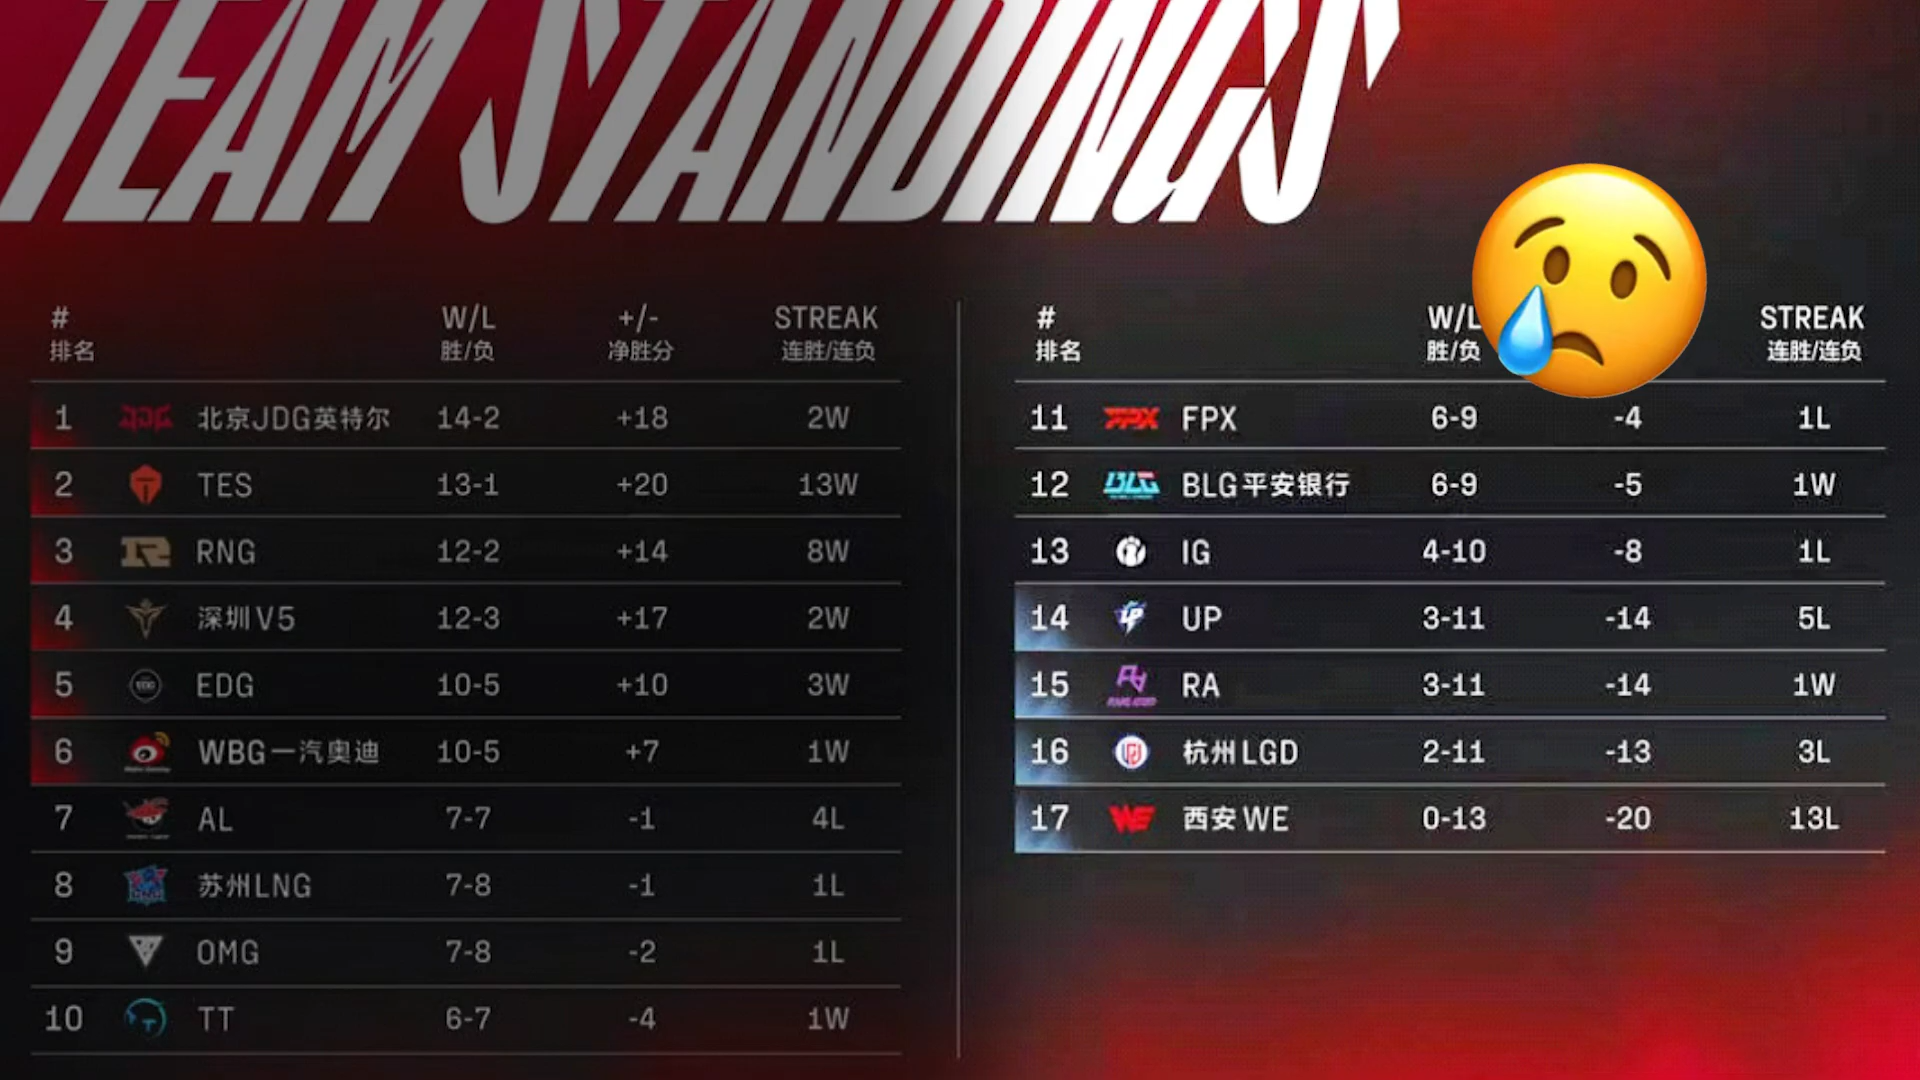 TEAM STANDINGS
# W/L +/- STREAK
排名 胜/负 净胜分 连胜/连负
1 JDG 北京JDG英特尔 14-2 +18 2W
2 TES 13-1 +20 13W
3 RNG 12-2 +14 8W
4 深圳V5 12-3 +17 2W
5 EDG 10-5 +10 3W
6 WBG一汽奥迪 10-5 +7 1W
7 AL 7-7 -1 4L
8 苏州LNG 7-8 -1 1L
9 OMG 7-8 -2 1L
10 TT 6-7 -4 1W
# W/L STREAK
排名 胜/负 连胜/连负
11 FPX FPX 6-9 -4 1L
12 BLG BLG平安银行 6-9 -5 1W
13 IG 4-10 -8 1L
14 UP UP 3-11 -14 5L
15 RA 3-11 -14 1W
16 杭州LGD 2-11 -13 3L
17 WE 西安WE 0-13 -20 13L